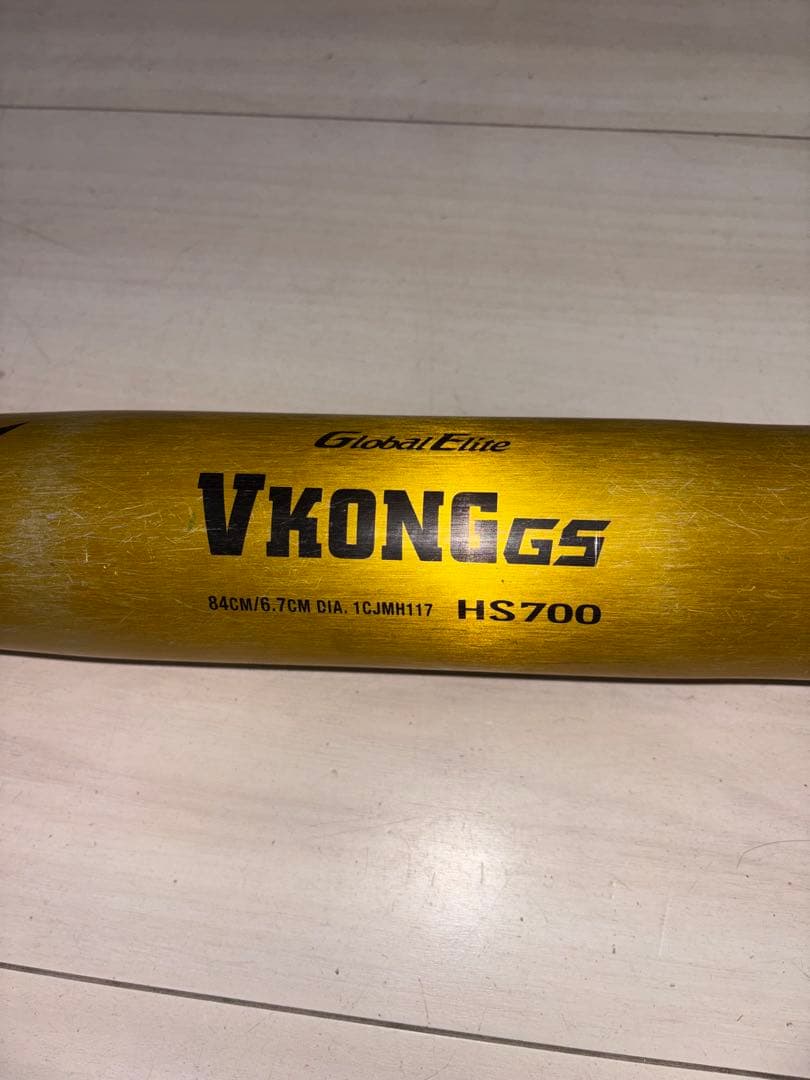 Global Elite
VKONG GS
84CM/6.7CM DIA. 1CJMH117 HS700